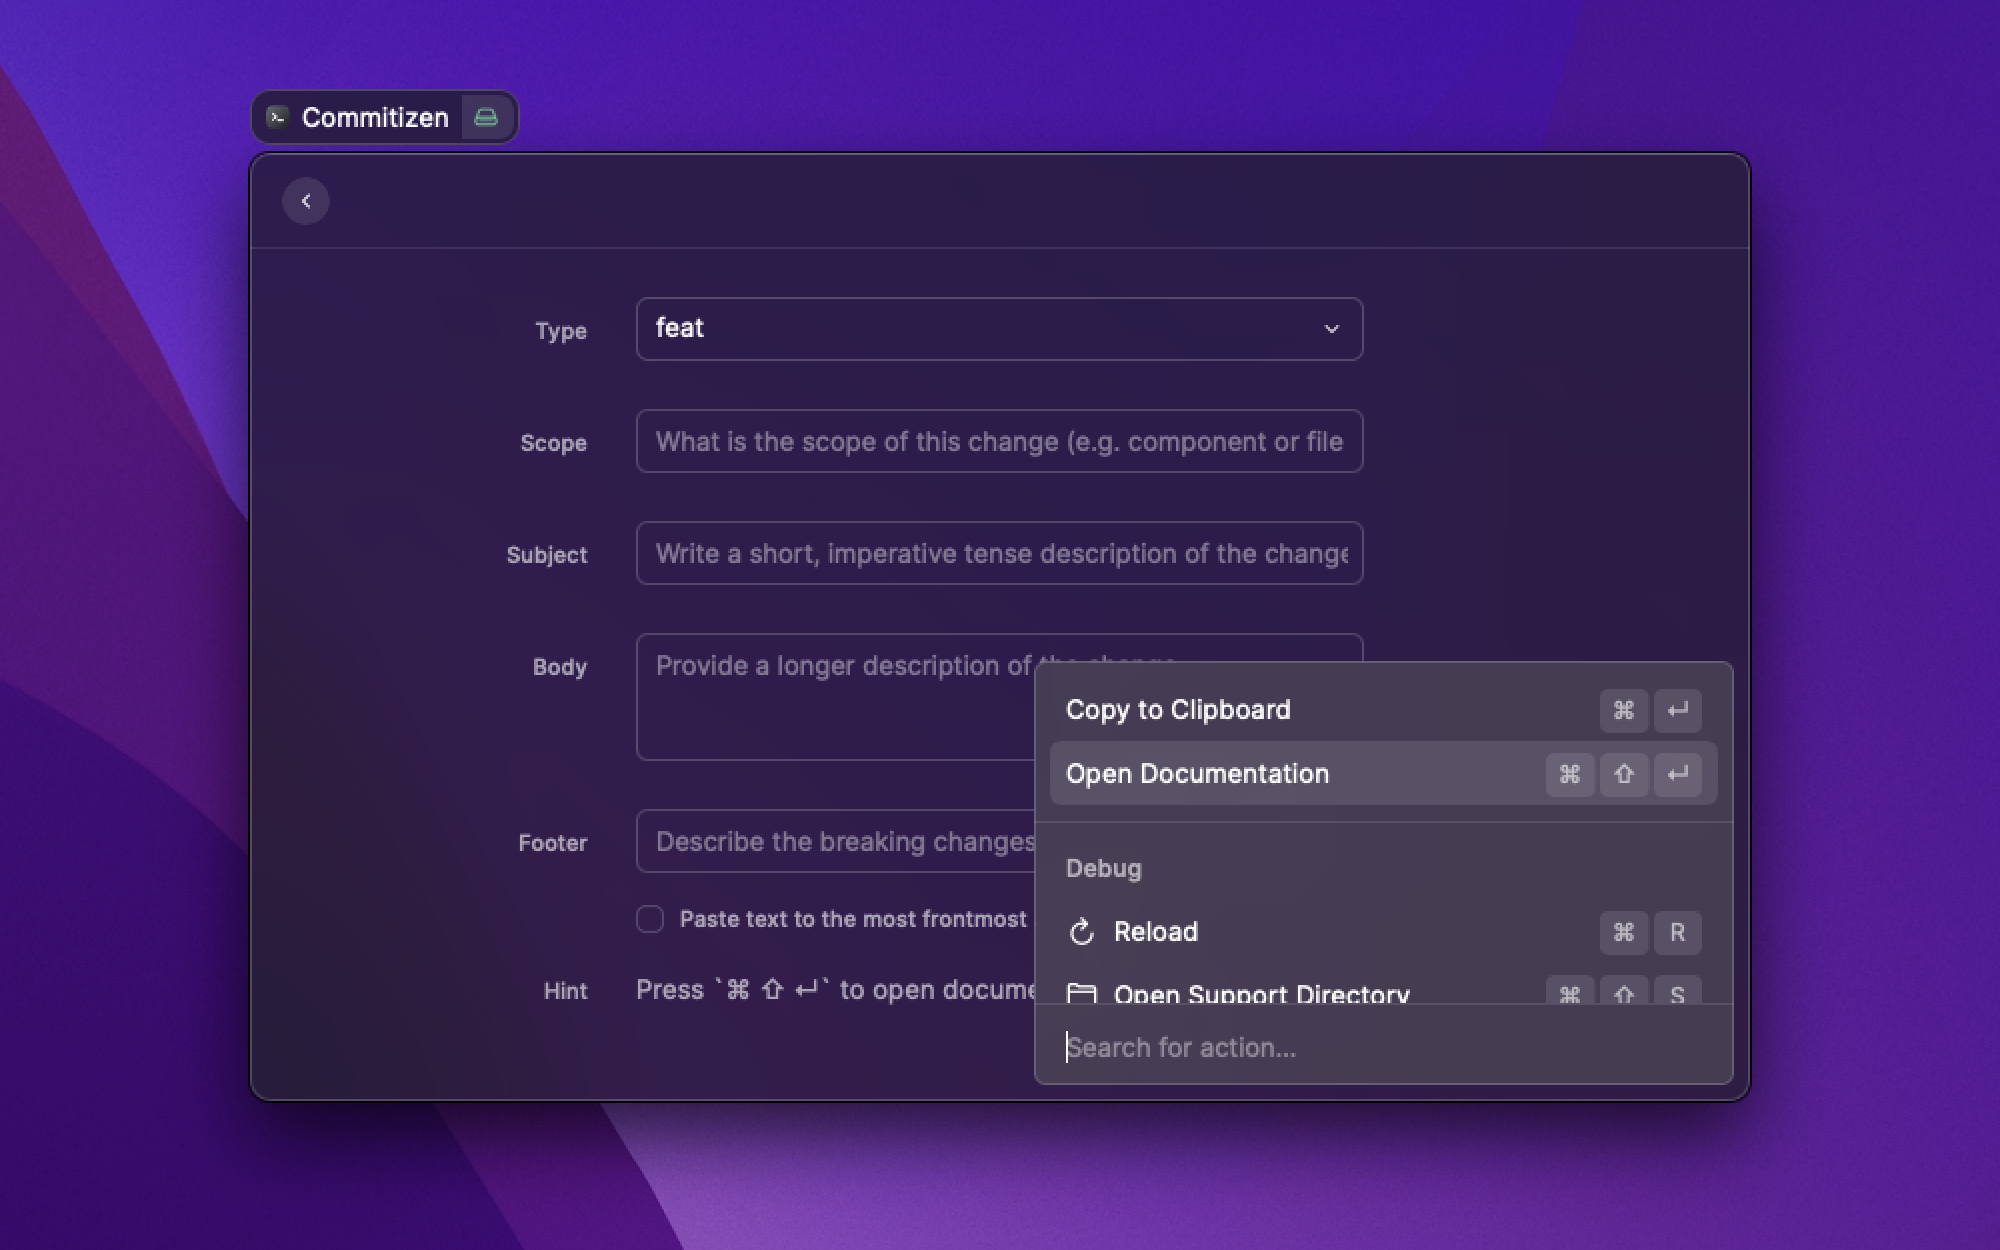 Commitizen
Type
feat
Scope
What is the scope of this change (e.g. component or file
Subject
Write a short, imperative tense description of the change
Body
Provide a longer description of the change
Footer
Describe the breaking changes
Paste text to the most frontmost
Hint
Press `⌘ ⇧ ↵` to open docume
Copy to Clipboard ⌘ ↵
Open Documentation ⌘ ⇧ ↵
Debug
Reload ⌘ R
Open Support Directory ⌘ ⇧ S
Search for action...